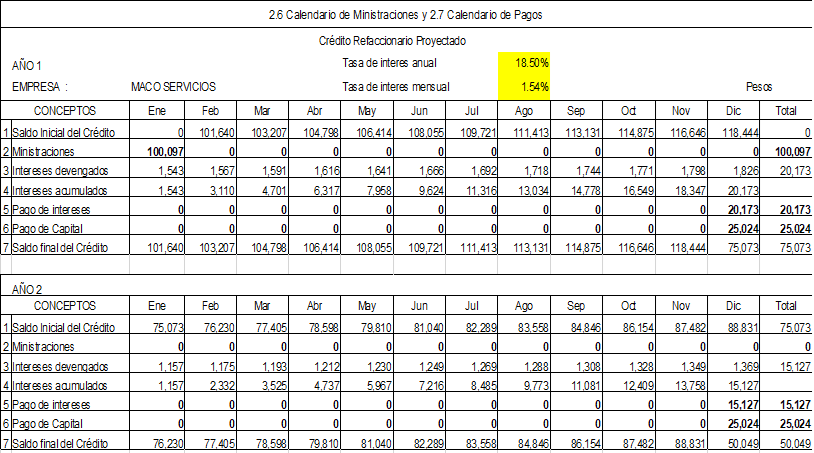 2.6 Calendario de Ministraciones y 2.7 Calendario de Pagos
Crédito Refaccionario Proyectado
AÑO 1 Tasa de interes anual 18.50%
EMPRESA : MACO SERVICIOS Tasa de interes mensual 1.54% Pesos
CONCEPTOS Ene Feb Mar Abr May Jun Jul Ago Sep Oct Nov Dic Total
1 Saldo Inicial del Crédito 0 101,640 103,207 104,798 106,414 108,055 109,721 111,413 113,131 114,875 116,646 118,444 0
2 Ministraciones 100,097 0 0 0 0 0 0 0 0 0 0 0 100,097
3 Intereses devengados 1,543 1,567 1,591 1,616 1,641 1,666 1,692 1,718 1,744 1,771 1,798 1,826 20,173
4 Intereses acumulados 1,543 3,110 4,701 6,317 7,958 9,624 11,316 13,034 14,778 16,549 18,347 20,173
5 Pago de intereses 0 0 0 0 0 0 0 0 0 0 0 20,173 20,173
6 Pago de Capital 0 0 0 0 0 0 0 0 0 0 0 25,024 25,024
7 Saldo final del Crédito 101,640 103,207 104,798 106,414 108,055 109,721 111,413 113,131 114,875 116,646 118,444 75,073 75,073
AÑO 2
CONCEPTOS Ene Feb Mar Abr May Jun Jul Ago Sep Oct Nov Dic Total
1 Saldo Inicial del Crédito 75,073 76,230 77,405 78,598 79,810 81,040 82,289 83,558 84,846 86,154 87,482 88,831 75,073
2 Ministraciones 0 0 0 0 0 0 0 0 0 0 0 0 0
3 Intereses devengados 1,157 1,175 1,193 1,212 1,230 1,249 1,269 1,288 1,308 1,328 1,349 1,369 15,127
4 Intereses acumulados 1,157 2,332 3,525 4,737 5,967 7,216 8,485 9,773 11,081 12,409 13,758 15,127
5 Pago de intereses 0 0 0 0 0 0 0 0 0 0 0 15,127 15,127
6 Pago de Capital 0 0 0 0 0 0 0 0 0 0 0 25,024 25,024
7 Saldo final del Crédito 76,230 77,405 78,598 79,810 81,040 82,289 83,558 84,846 86,154 87,482 88,831 50,049 50,049